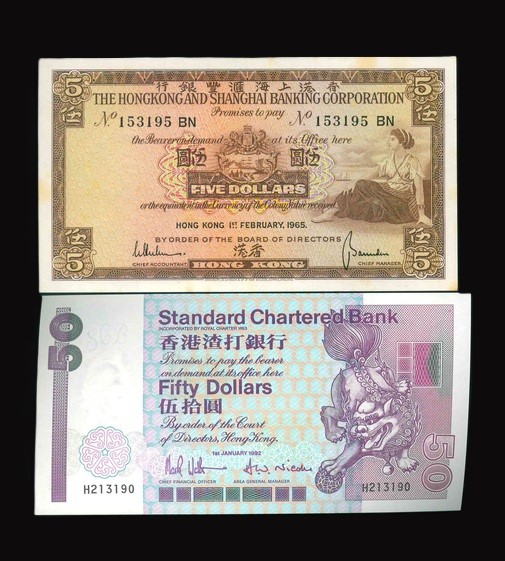 5 行銀豐滙海上港香 5
伍 THE HONGKONG AND SHANGHAI BANKING CORPORATION 伍
Promises to pay
No 153195 BN No 153195 BN
the Bearer on demand at its Office here
圓伍 圓伍
FIVE DOLLARS
or the equivalent in the Currency of the Colony Value received
HONG KONG 1ST FEBRUARY, 1965.
BY ORDER OF THE BOARD OF DIRECTORS
伍 港香 伍
CHIEF ACCOUNTANT CHIEF MANAGER
5 HONG KONG 5
50
Standard Chartered Bank
INCORPORATED BY ROYAL CHARTER 1853
香港渣打銀行
Promises to pay the bearer
on demand at its office here
Fifty Dollars
伍拾圓
By order of the Court
of Directors, Hong Kong.
1st JANUARY 1992
CHIEF FINANCIAL OFFICER AREA GENERAL MANAGER
H213190 H213190
50